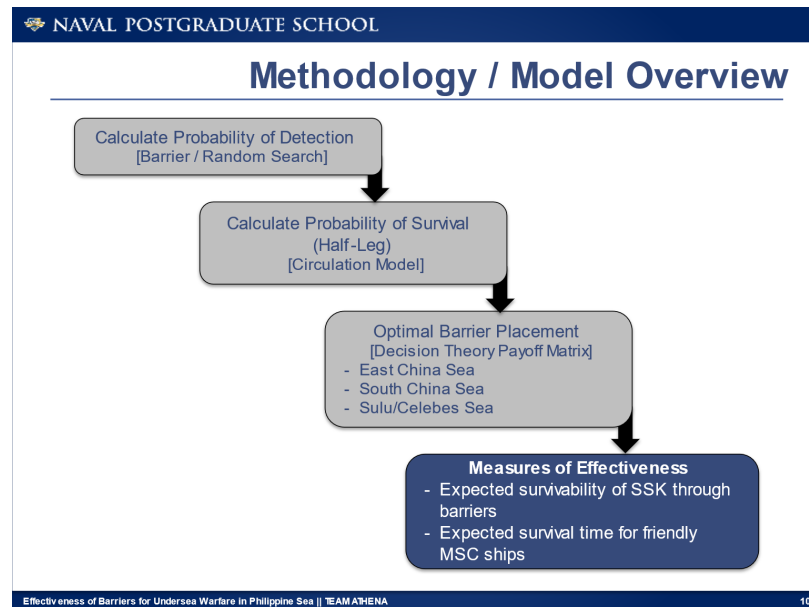 NAVAL POSTGRADUATE SCHOOL
Methodology / Model Overview
Calculate Probability of Detection
[Barrier / Random Search]
Calculate Probability of Survival
(Half-Leg)
[Circulation Model]
Optimal Barrier Placement
[Decision Theory Payoff Matrix]
- East China Sea
- South China Sea
- Sulu/Celebes Sea
Measures of Effectiveness
- Expected survivability of SSK through
barriers
- Expected survival time for friendly
MSC ships
Effectiveness of Barriers for Undersea Warfare in Philippine Sea || TEAM ATHENA
10